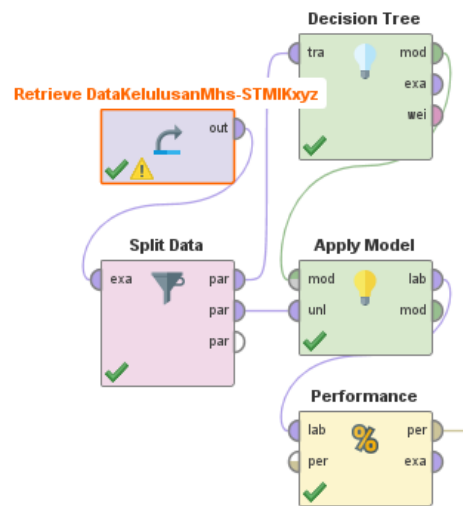 Decision Tree
tra
mod
exa
wei
Retrieve DataKelulusanMhs-STMIKxyz
out
Split Data
exa
par
par
par
Apply Model
mod
lab
unl
mod
Performance
lab
%
per
per
exa